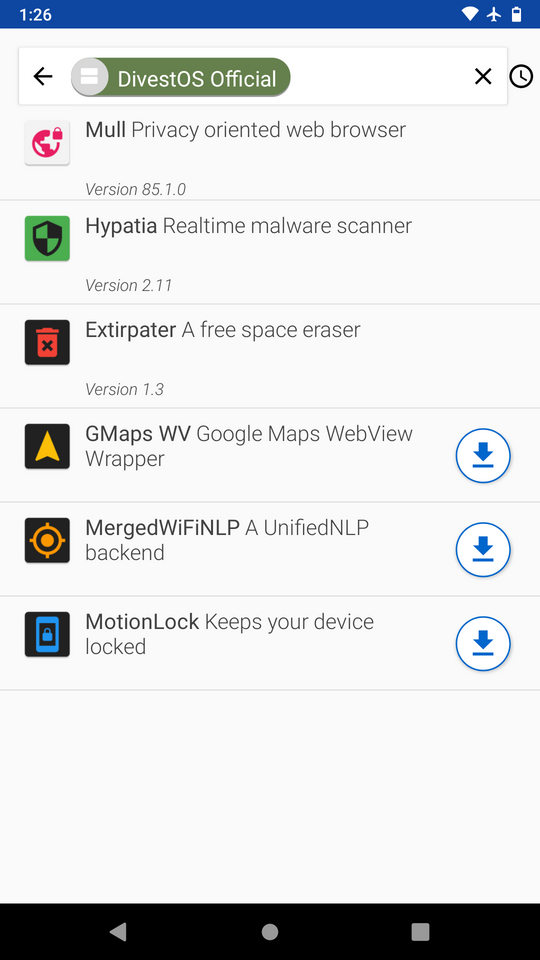 1:26
DivestOS Official
Mull Privacy oriented web browser
Version 85.1.0
Hypatia Realtime malware scanner
Version 2.11
Extirpater A free space eraser
Version 1.3
GMaps WV Google Maps WebView
Wrapper
MergedWiFiNLP A UnifiedNLP
backend
MotionLock Keeps your device
locked